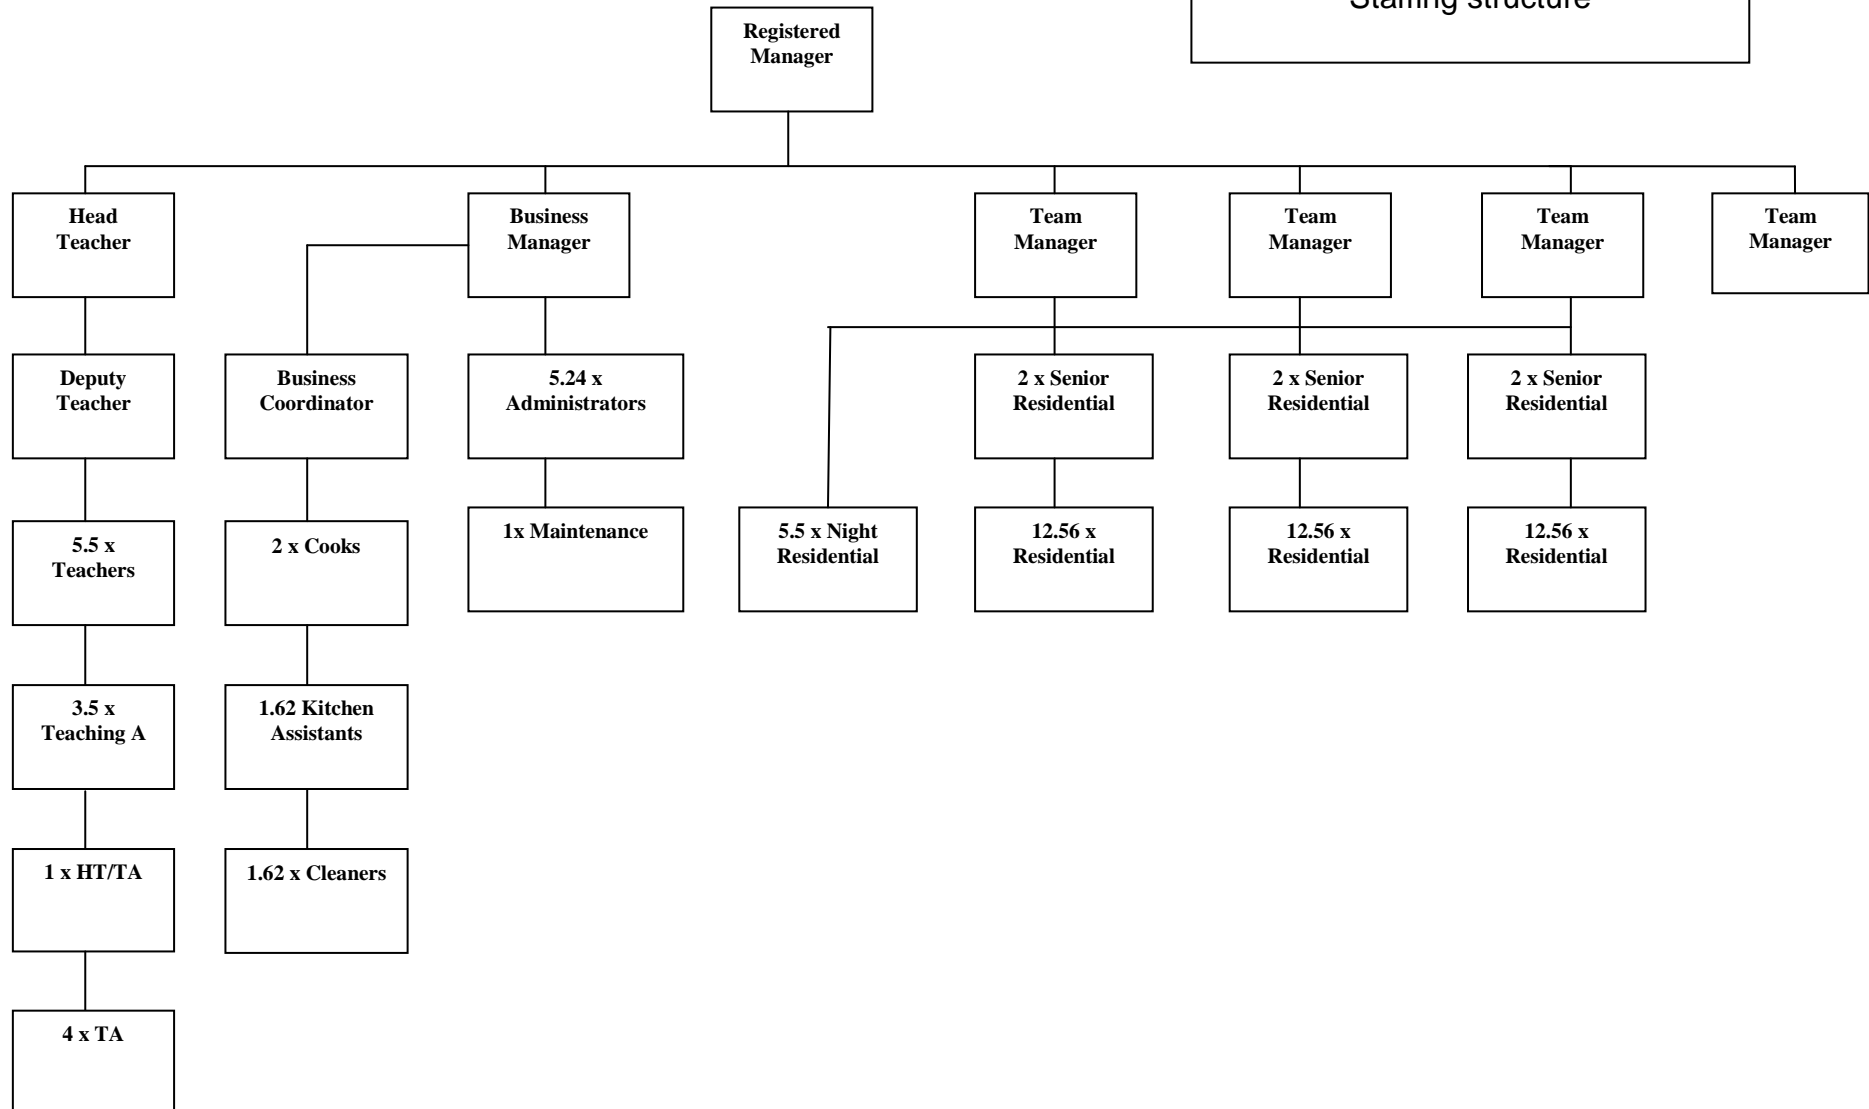 Staffing structure
Registered
Manager
Head
Teacher
Business
Manager
Team
Manager
Team
Manager
Team
Manager
Team
Manager
Deputy
Teacher
Business
Coordinator
5.24 x
Administrators
2 x Senior
Residential
2 x Senior
Residential
2 x Senior
Residential
5.5 x
Teachers
2 x Cooks
1x Maintenance
5.5 x Night
Residential
12.56 x
Residential
12.56 x
Residential
12.56 x
Residential
3.5 x
Teaching A
1.62 Kitchen
Assistants
1 x HT/TA
1.62 x Cleaners
4 x TA